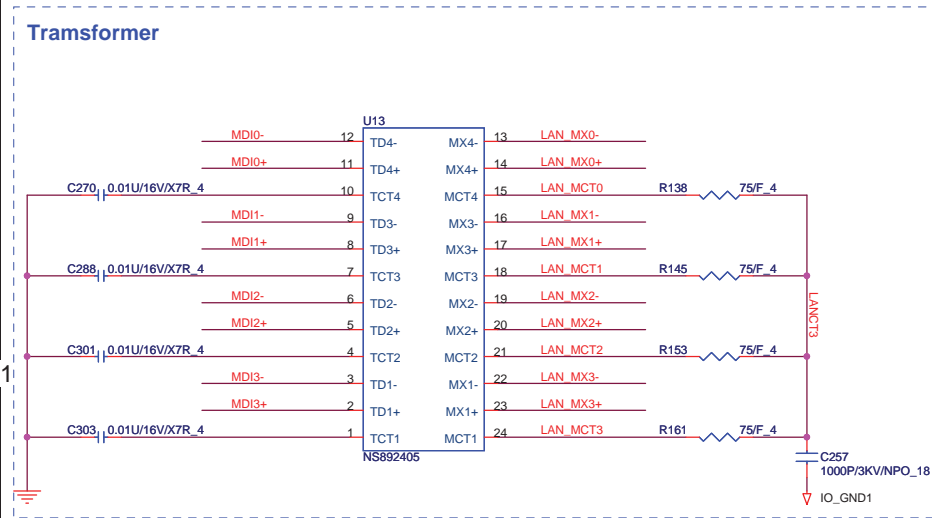 Tramsformer
U13
MDI0- 12 TD4- MX4- 13 LAN_MX0-
MDI0+ 11 TD4+ MX4+ 14 LAN_MX0+
C270 0.01U/16V/X7R_4 10 TCT4 MCT4 15 LAN_MCT0 R138 75/F_4
MDI1- 9 TD3- MX3- 16 LAN_MX1-
MDI1+ 8 TD3+ MX3+ 17 LAN_MX1+
C288 0.01U/16V/X7R_4 7 TCT3 MCT3 18 LAN_MCT1 R145 75/F_4
MDI2- 6 TD2- MX2- 19 LAN_MX2-
LANCT3
MDI2+ 5 TD2+ MX2+ 20 LAN_MX2+
C301 0.01U/16V/X7R_4 4 TCT2 MCT2 21 LAN_MCT2 R153 75/F_4
1
MDI3- 3 TD1- MX1- 22 LAN_MX3-
MDI3+ 2 TD1+ MX1+ 23 LAN_MX3+
C303 0.01U/16V/X7R_4 1 TCT1 MCT1 24 LAN_MCT3 R161 75/F_4
NS892405
C257
1000P/3KV/NPO_18
IO_GND1